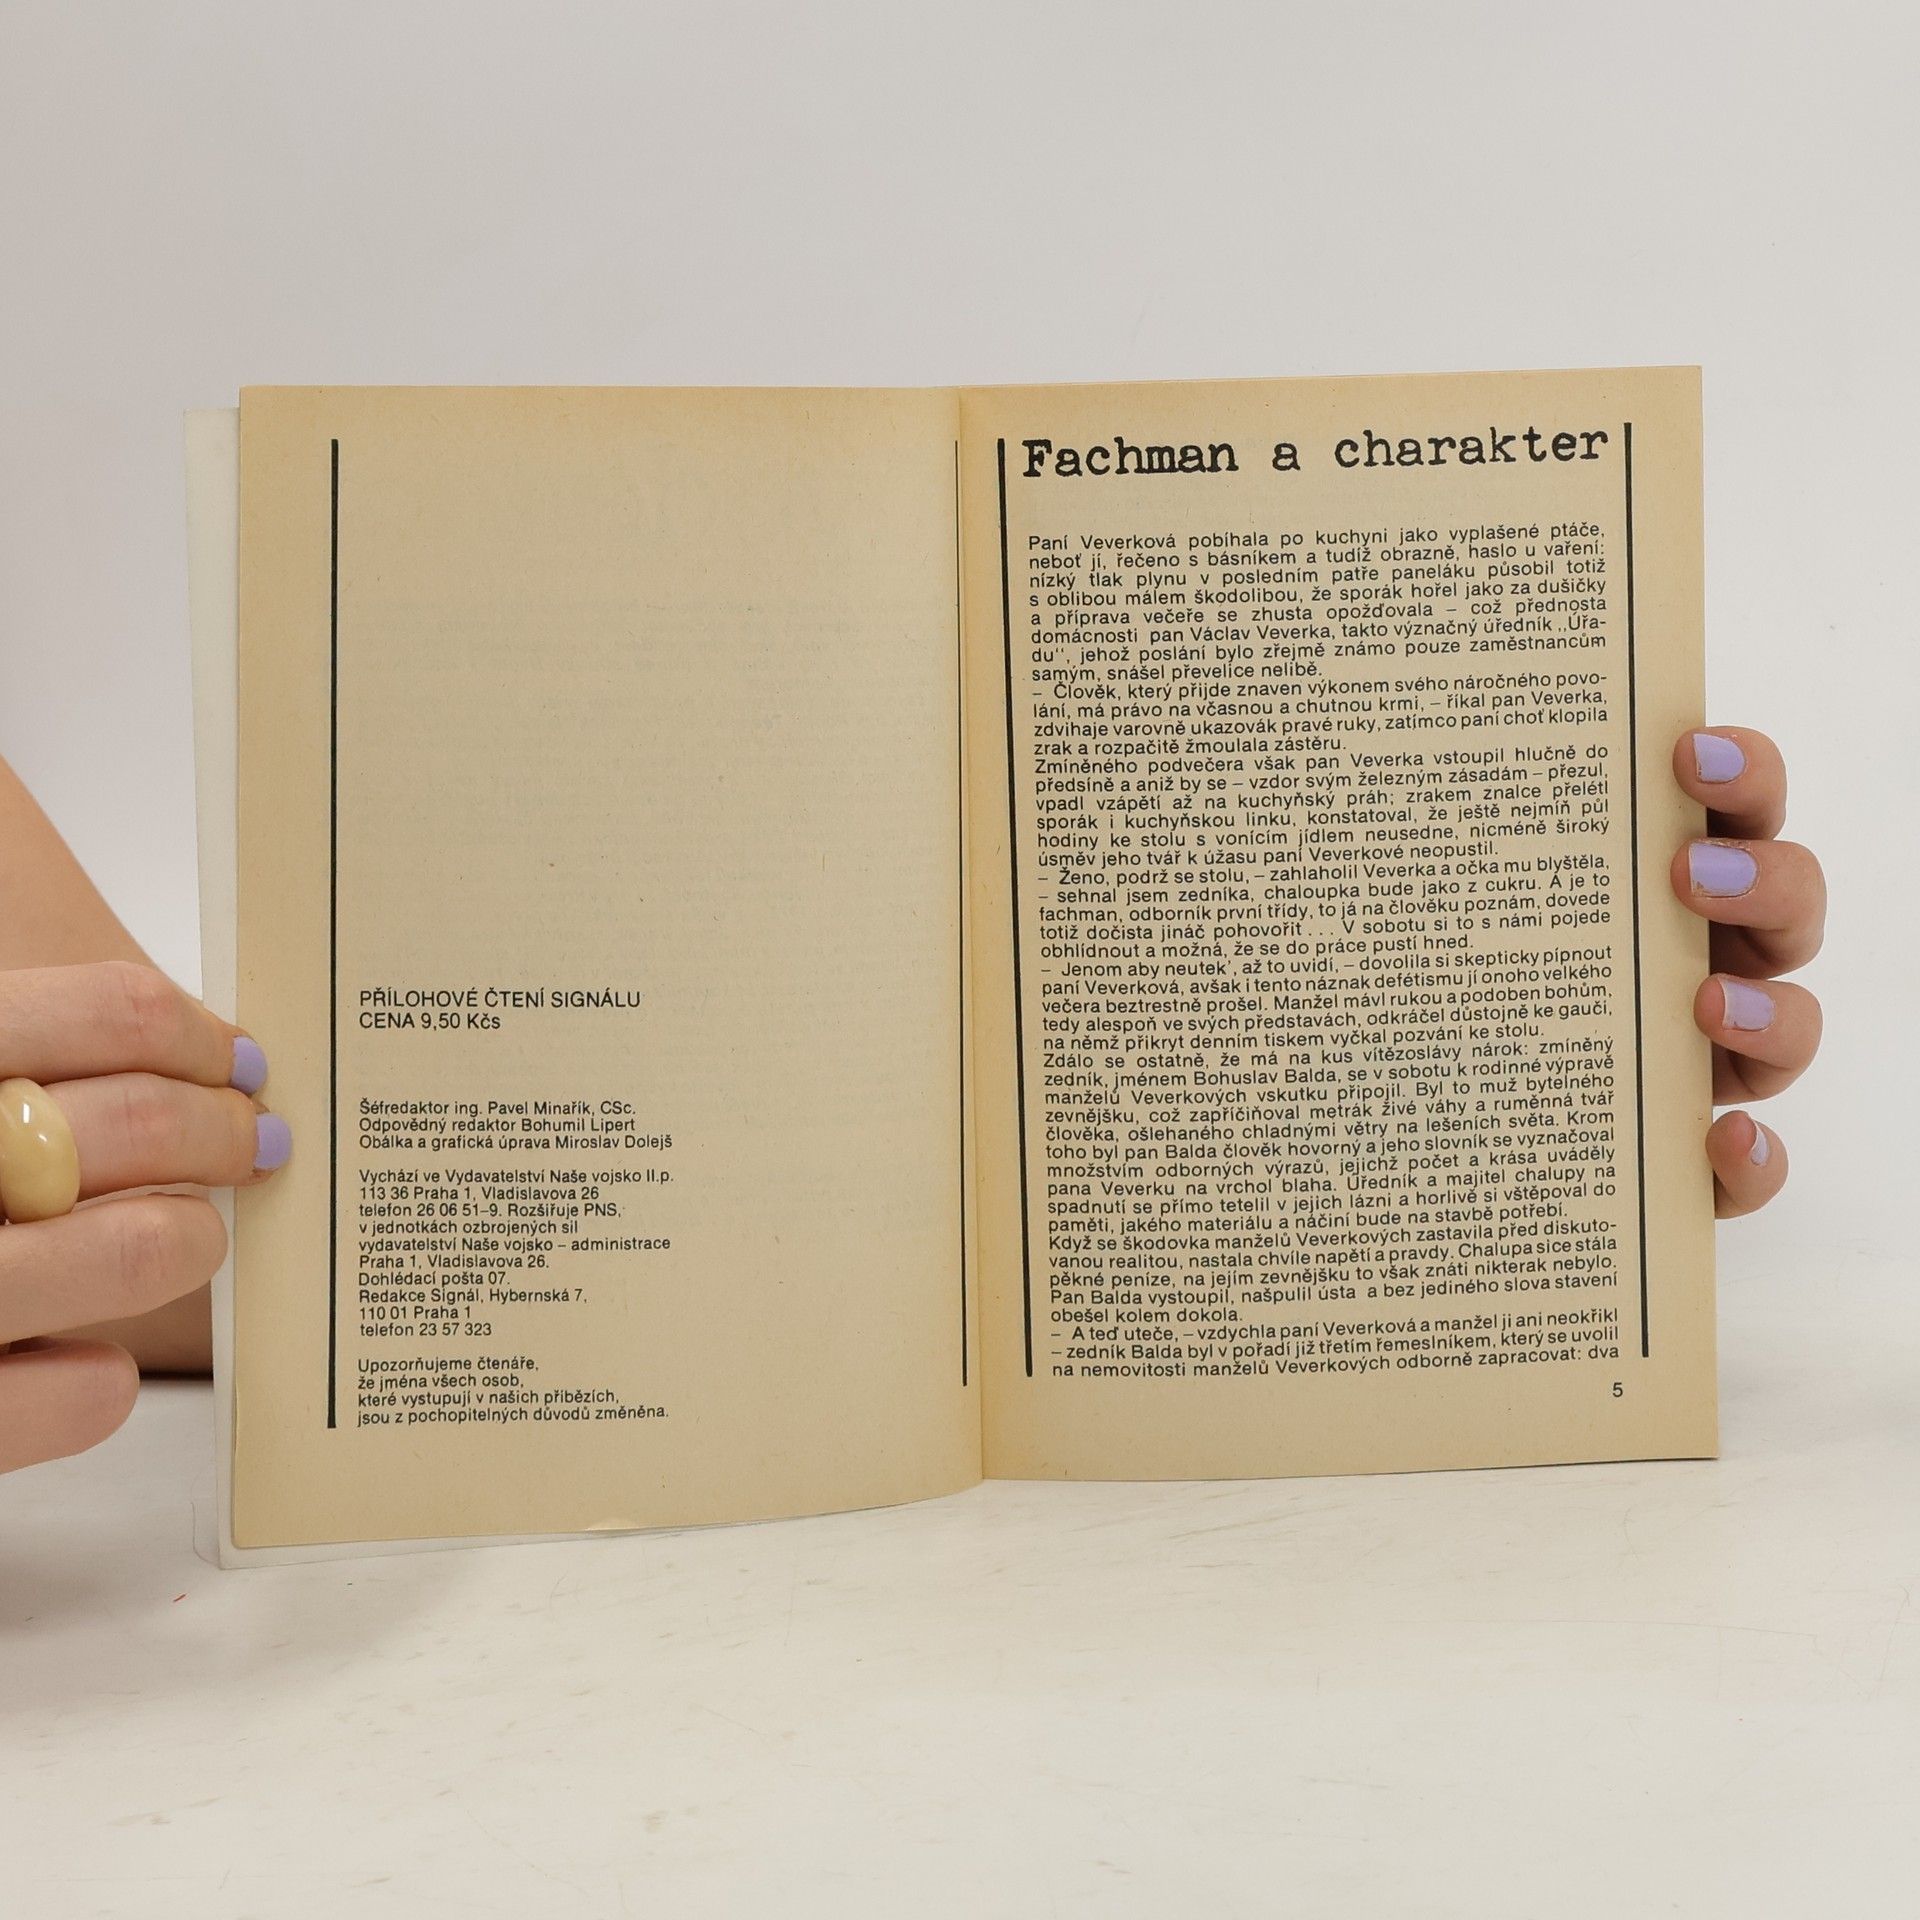 PŘÍLOHOVÉ ČTENÍ SIGNÁLU
CENA 9,50 Kčs
Šéfredaktor ing. Pavel Minařík, CSc.
Odpovědný redaktor Bohumil Lipert
Obálka a grafická úprava Miroslav Dolejš
Vychází ve Vydavatelství Naše vojsko II.p.
113 36 Praha 1, Vladislavova 26
telefon 26 06 51–9. Rozšiřuje PNS,
v jednotkách ozbrojených sil
vydavatelství Naše vojsko – administrace
Praha 1, Vladislavova 26.
Dohlédací pošta 07.
Redakce Signál, Hybernská 7,
110 01 Praha 1
telefon 23 57 323
Upozorňujeme čtenáře,
že jména všech osob,
které vystupují v našich příbězích,
jsou z pochopitelných důvodů změněna.
Fachman a charakter
Paní Veverková pobíhala po kuchyni jako vyplašené ptáče,
neboť jí, řečeno s básníkem a tudíž obrazně, haslo u vaření:
nízký tlak plynu v posledním patře paneláku působil totiž
s oblibou málem škodolibou, že sporák hořel jako za dušičky
a příprava večeře se zhusta opožďovala – což přednosta
domácnosti pan Václav Veverka, takto význačný úředník ,,Úřa-
du‘‘, jehož poslání bylo zřejmě známo pouze zaměstnancům
samým, snášel převelice nelibě.
– Člověk, který přijde znaven výkonem svého náročného povo-
lání, má právo na včasnou a chutnou krmi, – říkal pan Veverka,
zdvihaje varovně ukazovák pravé ruky, zatímco paní choť klopila
zrak a rozpačitě žmoulala zástěru.
Zmíněného podvečera však pan Veverka vstoupil hlučně do
předsíně a aniž by se – vzdor svým železným zásadám – přezul,
vpadl vzápětí až na kuchyňský práh; zrakem znalce přelétl
sporák i kuchyňskou linku, konstatoval, že ještě nejmíň půl
hodiny ke stolu s vonícím jídlem neusedne, nicméně široký
úsměv jeho tvář k úžasu paní Veverkové neopustil.
– Ženo, podrž se stolu, – zahlaholil Veverka a očka mu blyštěla,
– sehnal jsem zedníka, chaloupka bude jako z cukru. A je to
fachman, odborník první třídy, to já na člověku poznám, dovede
totiž dočista jináč pohovořit . . . V sobotu si to s námi pojede
obhlídnout a možná, že se do práce pustí hned.
– Jenom aby neutek’, až to uvidí, – dovolila si skepticky pípnout
paní Veverková, avšak i tento náznak defétismu jí onoho velkého
večera beztrestně prošel. Manžel mávl rukou a podoben bohům,
tedy alespoň ve svých představách, odkráčel důstojně ke gauči,
na němž přikryt denním tiskem vyčkal pozvání ke stolu.
Zdálo se ostatně, že má na kus vítězoslávy nárok: zmíněný
zedník, jménem Bohuslav Balda, se v sobotu k rodinné výpravě
manželů Veverkových vskutku připojil. Byl to muž bytelného
zevnějšku, což zapříčiňoval metrák živé váhy a ruměnná tvář
člověka, ošlehaného chladnými větry na lešeních světa. Krom
toho byl pan Balda člověk hovorný a jeho slovník se vyznačoval
množstvím odborných výrazů, jejichž počet a krása uváděly
pana Veverku na vrchol blaha. Úředník a majitel chalupy na
spadnutí se přímo tetelil v jejich lázni a horlivě si vštěpoval do
paměti, jakého materiálu a náčiní bude na stavbě potřebí.
Když se škodovka manželů Veverkových zastavila před diskuto-
vanou realitou, nastala chvíle napětí a pravdy. Chalupa sice stála
pěkné peníze, na jejím zevnějšku to však znáti nikterak nebylo.
Pan Balda vystoupil, našpulil ústa a bez jediného slova stavení
obešel kolem dokola.
– A teď uteče, – vzdychla paní Veverková a manžel ji ani neokřikl
– zedník Balda byl v pořadí již třetím řemeslníkem, který se uvolil
na nemovitosti manželů Veverkových odborně zapracovat: dva
5